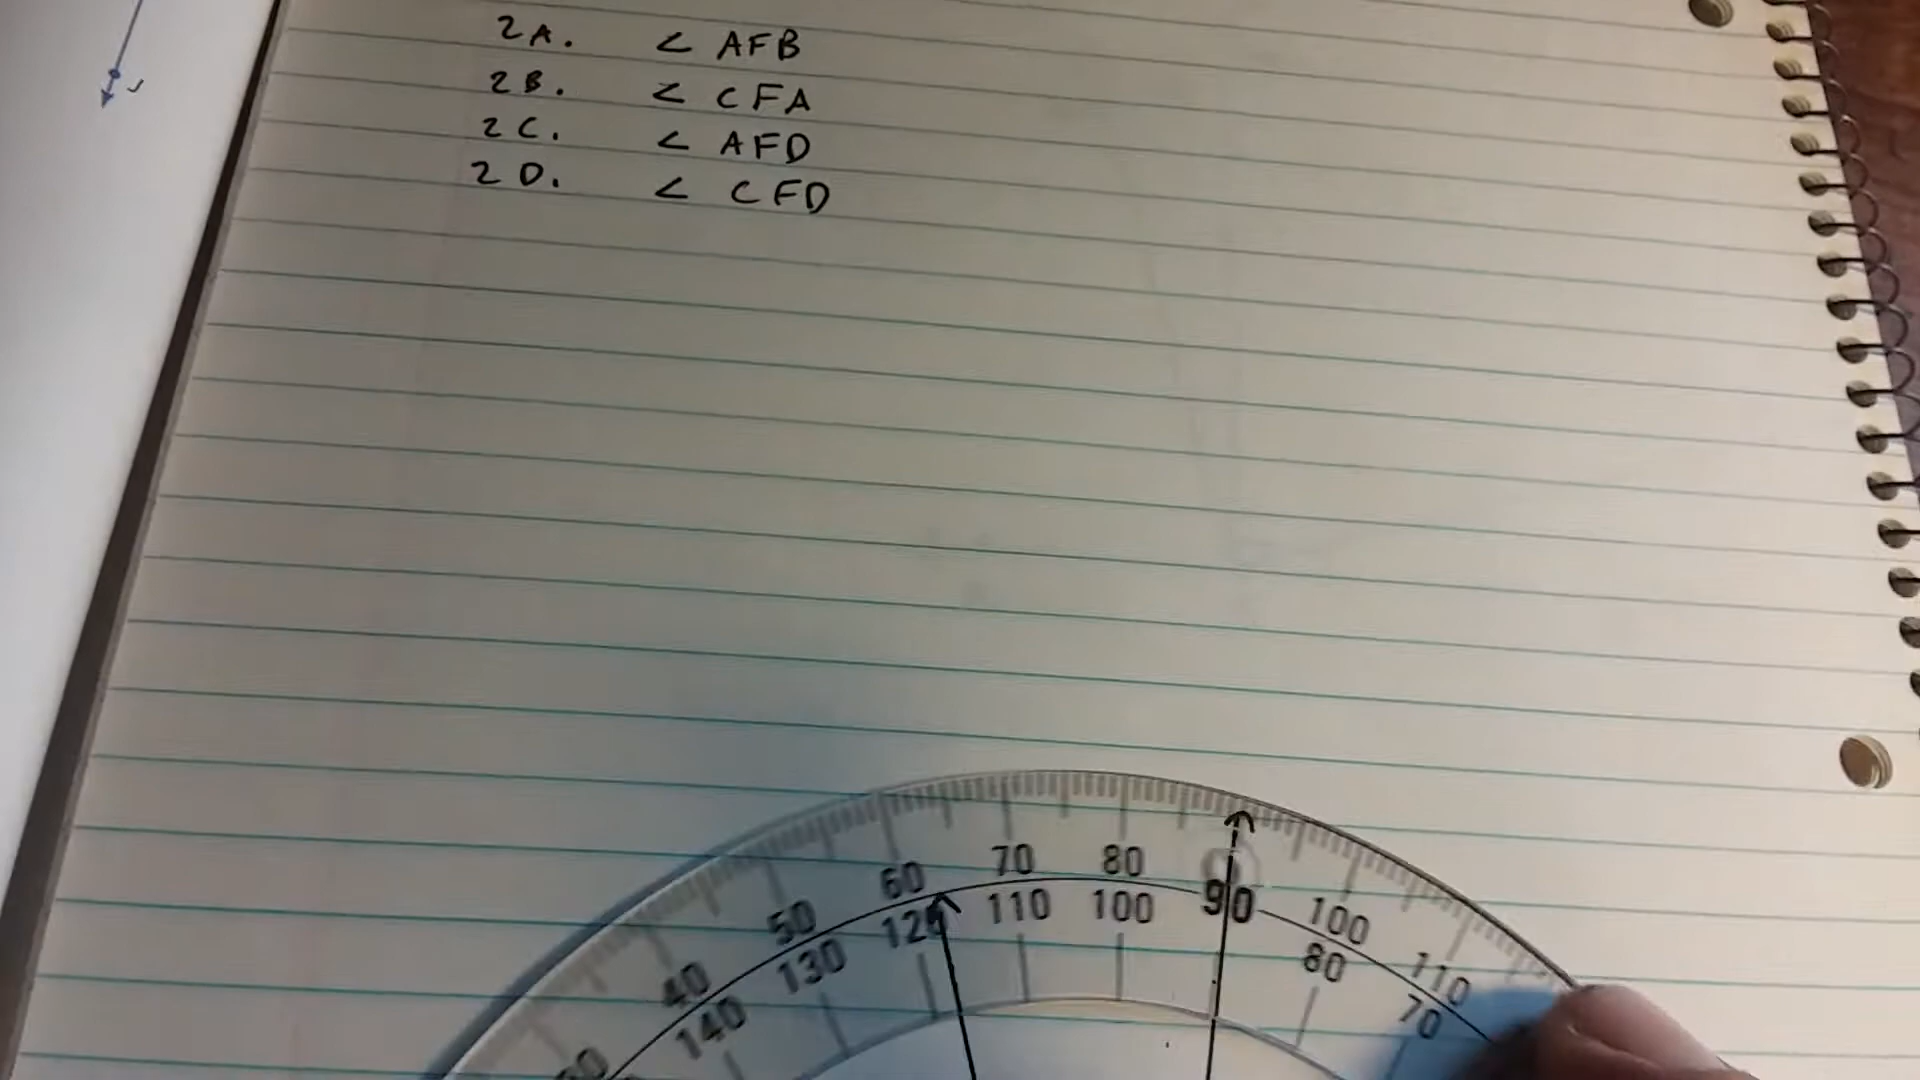 2A. < AFB
2B. < CFA
2C. < AFD
2D. < CFD
40 50 60 70 80 90 100 110
140 130 120 110 100 80 70